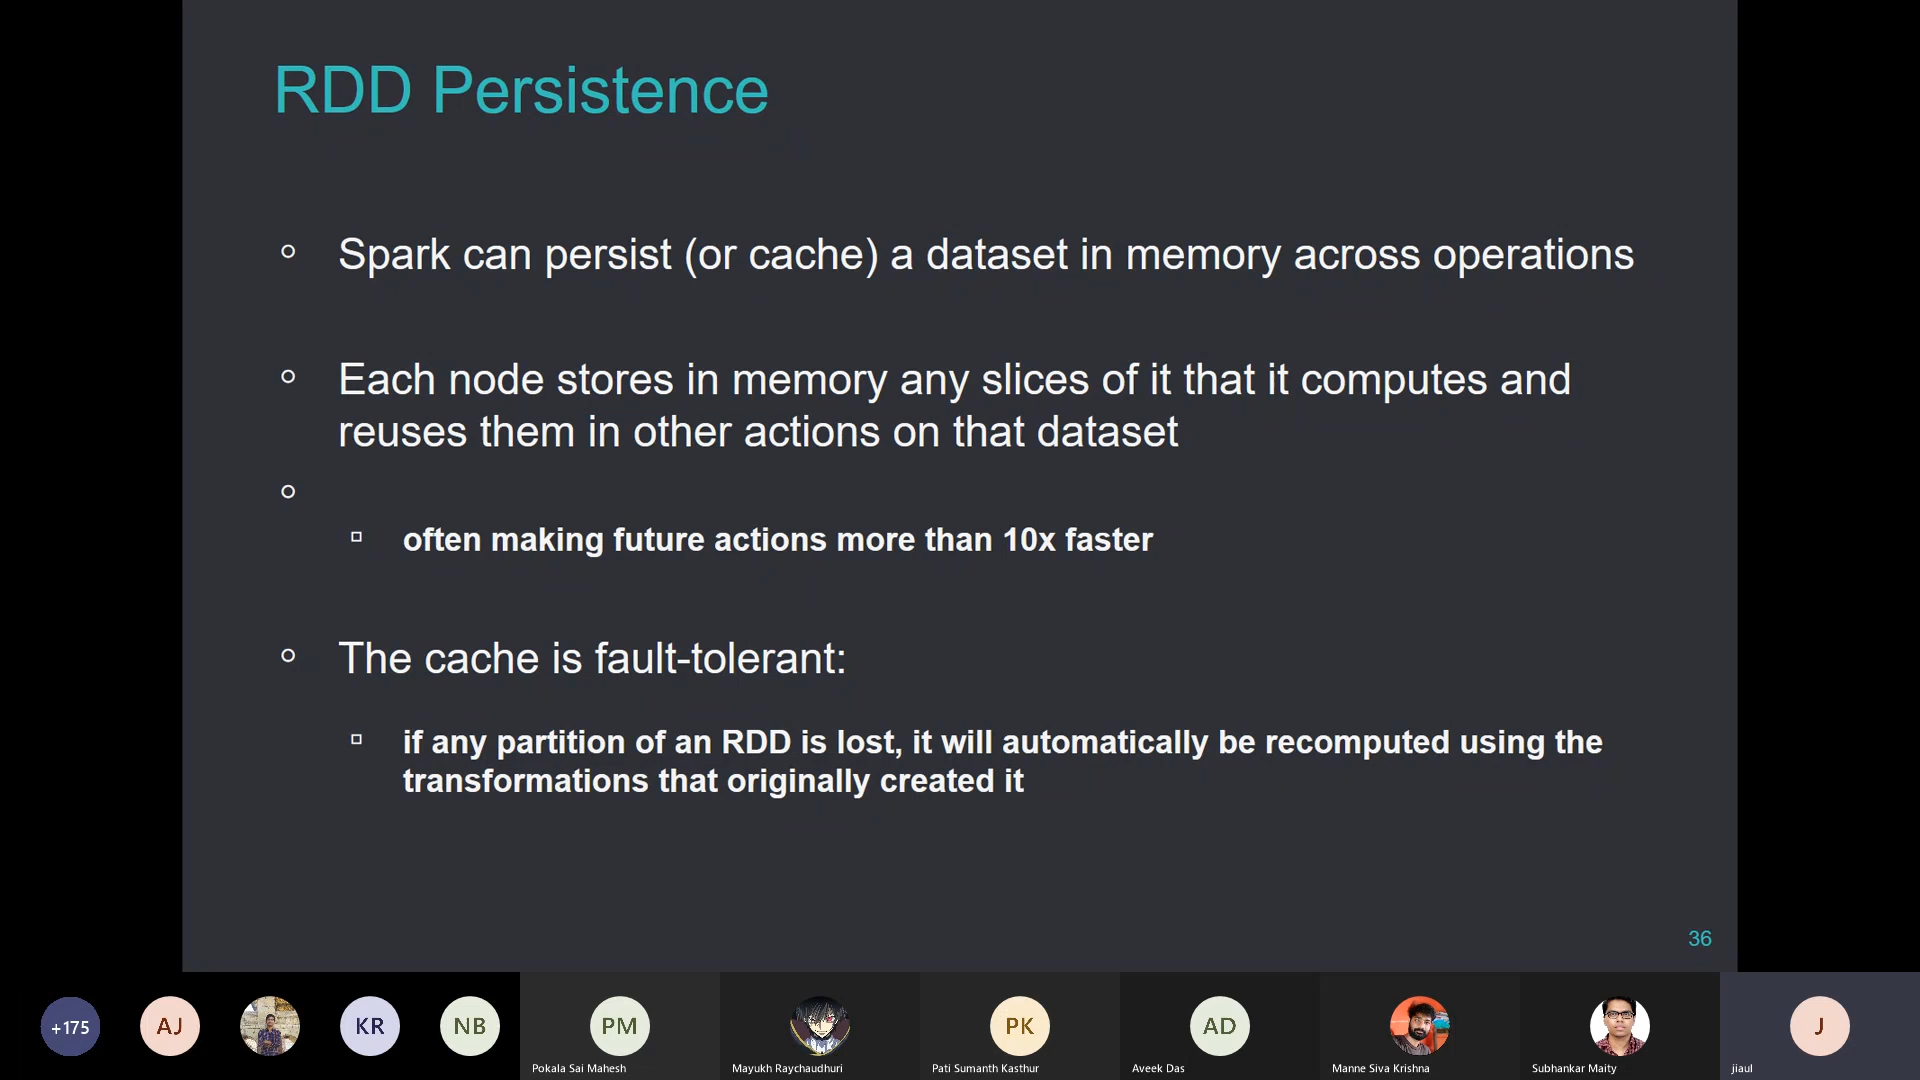 RDD Persistence
Spark can persist (or cache) a dataset in memory across operations
Each node stores in memory any slices of it that it computes and
reuses them in other actions on that dataset
often making future actions more than 10x faster
The cache is fault-tolerant:
if any partition of an RDD is lost, it will automatically be recomputed using the
transformations that originally created it
36
+175
AJ
KR
NB
PM
PK
AD
J
Pokala Sai Mahesh
Mayukh Raychaudhuri
Pati Sumanth Kasthur
Aveek Das
Manne Siva Krishna
Subhankar Maity
jiaul